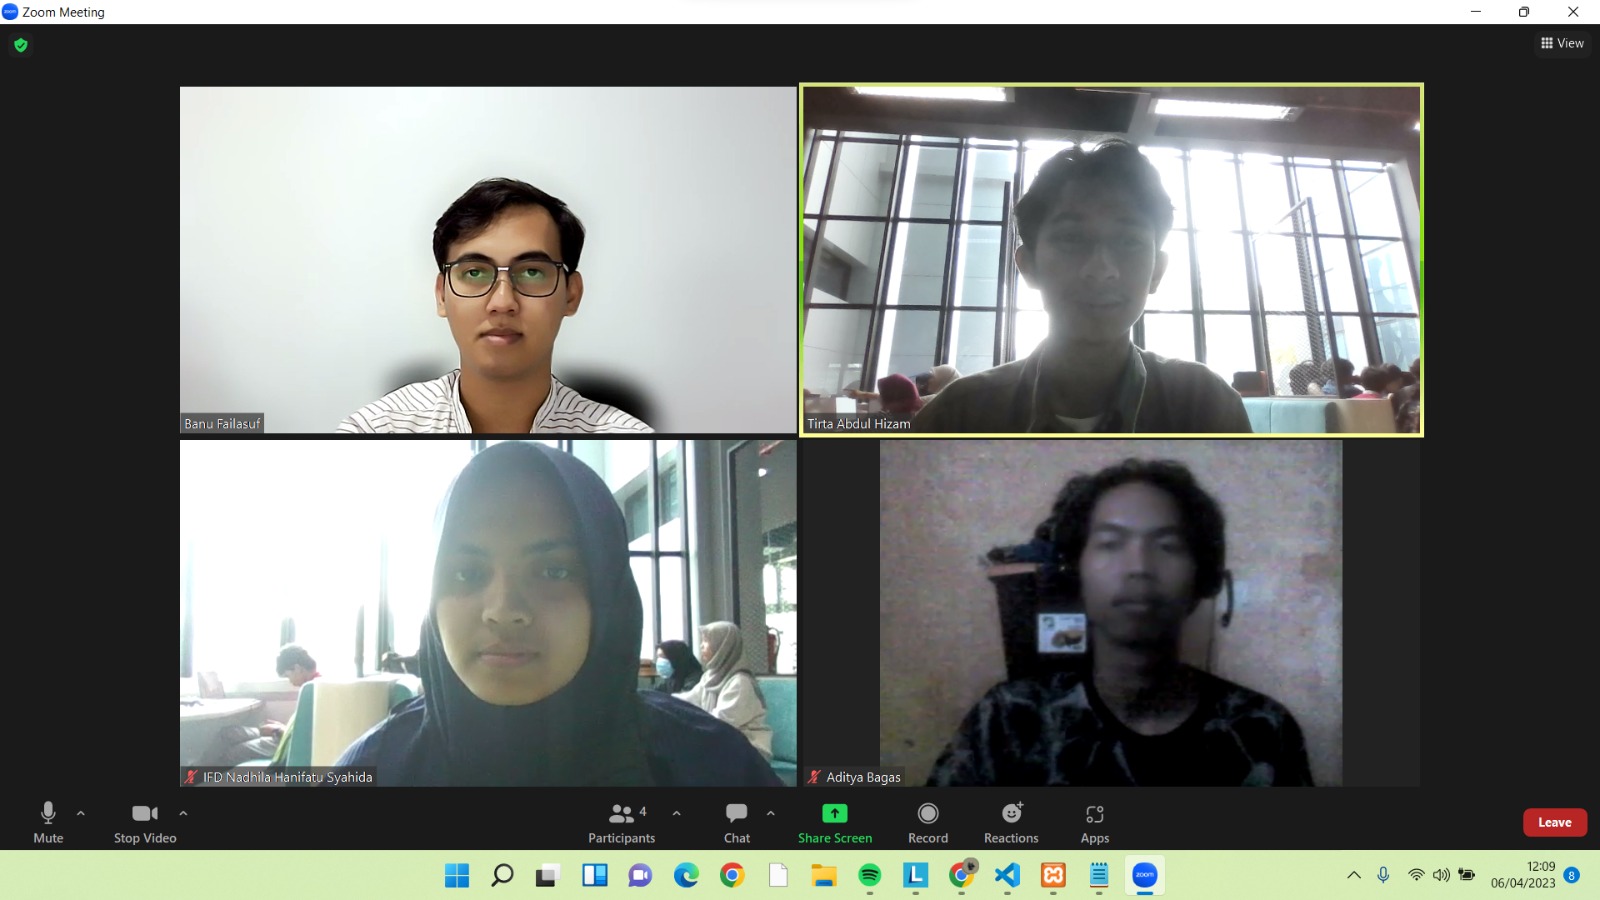 Zoom Meeting
View
Banu Failasuf
Tirta Abdul Hizam
IFD Nadhila Hanifatu Syahida
Aditya Bagas
Mute
Stop Video
4
Participants
Chat
Share Screen
Record
Reactions
Apps
Leave
L
zoom
12:09
06/04/2023
8